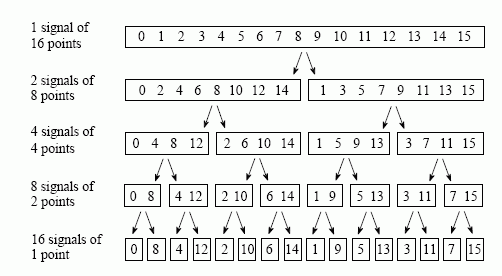 1 signal of
16 points
0 1 2 3 4 5 6 7 8 9 10 11 12 13 14 15
2 signals of
8 points
0 2 4 6 8 10 12 14 1 3 5 7 9 11 13 15
4 signals of
4 points
0 4 8 12 2 6 10 14 1 5 9 13 3 7 11 15
8 signals of
2 points
0 8 4 12 2 10 6 14 1 9 5 13 3 11 7 15
16 signals of
1 point
0 8 4 12 2 10 6 14 1 9 5 13 3 11 7 15